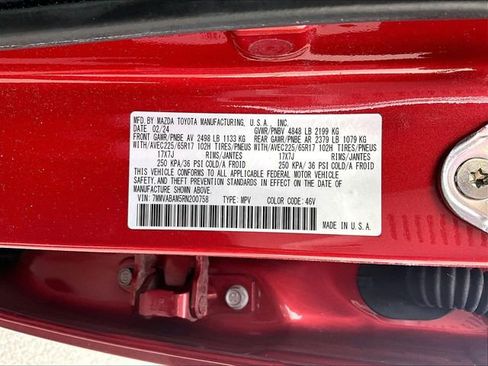 MFD. BY MAZDA TOYOTA MANUFACTURING, U.S.A., INC.
DATE: 02/24 GVWR/PNBV 4848 LB 2199 KG
FRONT GAWR/PNBE AV 2498 LB 1133 KG REAR GAWR/PNBE AR 2379 LB 1079 KG
WITH/AVEC225/65R17 102H TIRES/PNEUS WITH/AVEC225/65R17 102H TIRES/PNEUS
17X7J RIMS/JANTES 17X7J RIMS/JANTES
250 KPA/36 PSI COLD/A FROID 250 KPA/ 36 PSI COLD/A FROID
THIS VEHICLE CONFORMS TO ALL APPLICABLE FEDERAL MOTOR VEHICLE
SAFETY AND THEFT PREVENTION STANDARDS IN EFFECT ON THE DATE OF
MANUFACTURE SHOWN ABOVE.
VIN: 7MMVABAM5RN200758 TYPE: MPV COLOR CODE: 46V
MADE IN U.S.A.